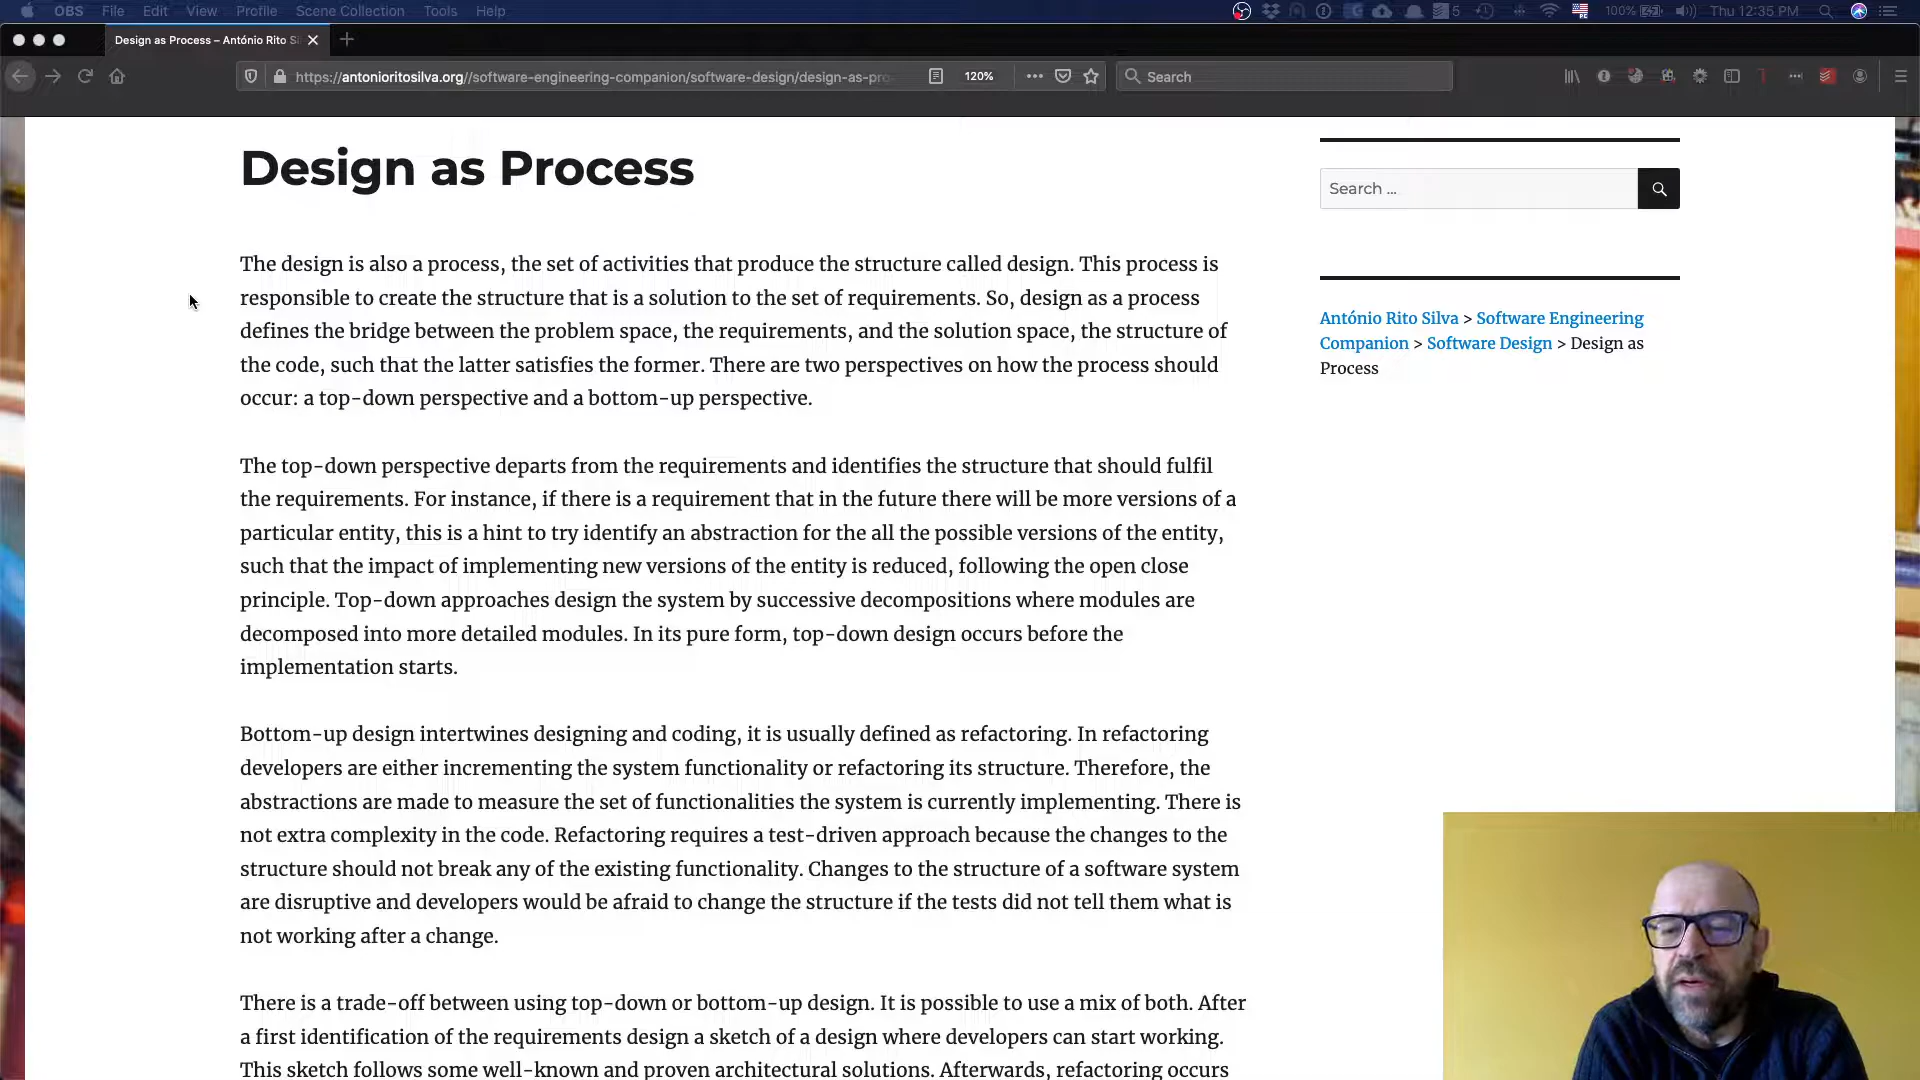 OBS File Edit View Profile Scene Collection Tools Help 5 100% Thu 12:35 PM
Design as Process – António Rito Si
https://antonioritosilva.org//software-engineering-companion/software-design/design-as-pro 120% Search
Design as Process
The design is also a process, the set of activities that produce the structure called design. This process is
responsible to create the structure that is a solution to the set of requirements. So, design as a process
defines the bridge between the problem space, the requirements, and the solution space, the structure of
the code, such that the latter satisfies the former. There are two perspectives on how the process should
occur: a top-down perspective and a bottom-up perspective.
The top-down perspective departs from the requirements and identifies the structure that should fulfil
the requirements. For instance, if there is a requirement that in the future there will be more versions of a
particular entity, this is a hint to try identify an abstraction for the all the possible versions of the entity,
such that the impact of implementing new versions of the entity is reduced, following the open close
principle. Top-down approaches design the system by successive decompositions where modules are
decomposed into more detailed modules. In its pure form, top-down design occurs before the
implementation starts.
Bottom-up design intertwines designing and coding, it is usually defined as refactoring. In refactoring
developers are either incrementing the system functionality or refactoring its structure. Therefore, the
abstractions are made to measure the set of functionalities the system is currently implementing. There is
not extra complexity in the code. Refactoring requires a test-driven approach because the changes to the
structure should not break any of the existing functionality. Changes to the structure of a software system
are disruptive and developers would be afraid to change the structure if the tests did not tell them what is
not working after a change.
There is a trade-off between using top-down or bottom-up design. It is possible to use a mix of both. After
a first identification of the requirements design a sketch of a design where developers can start working.
This sketch follows some well-known and proven architectural solutions. Afterwards, refactoring occurs
Search ...
António Rito Silva > Software Engineering
Companion > Software Design > Design as
Process